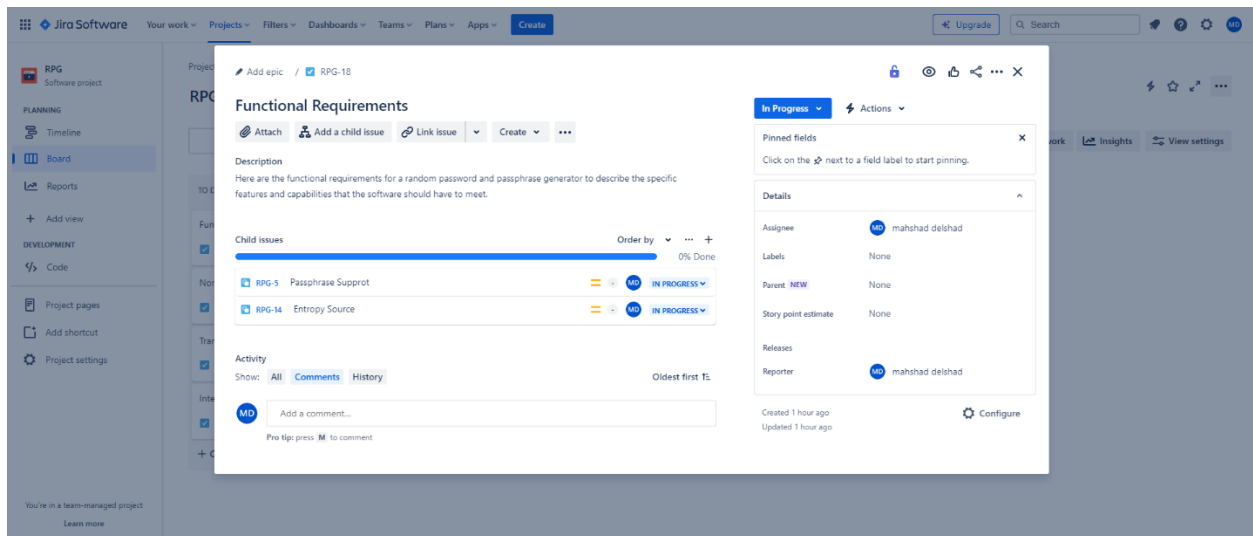 Jira Software Your work Projects Filters Dashboards Teams Plans Apps Create Upgrade Search MD
RPG
Software project
PLANNING
Timeline
Board
Reports
+ Add view
DEVELOPMENT
Code
Project pages
Add shortcut
Project settings
You're in a team-managed project
Learn more
Projec
RPG
TO D
Fun
Nor
Trar
Inte
+ C
Add epic / RPG-18
Functional Requirements
Attach Add a child issue Link issue Create
Description
Here are the functional requirements for a random password and passphrase generator to describe the specific
features and capabilities that the software should have to meet.
Child issues Order by
0% Done
RPG-5 Passphrase Supprot - MD IN PROGRESS
RPG-14 Entropy Source - MD IN PROGRESS
Activity
Show: All Comments History Oldest first
MD Add a comment...
Pro tip: press M to comment
In Progress Actions
Pinned fields
Click on the next to a field label to start pinning.
Details
Assignee MD mahshad delshad
Labels None
Parent NEW None
Story point estimate None
Releases
Reporter MD mahshad delshad
Created 1 hour ago Configure
Updated 1 hour ago
Insights View settings